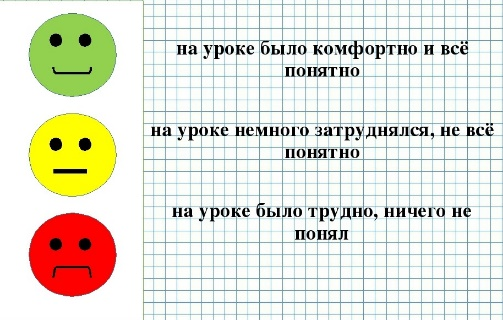 на уроке было комфортно и всё
понятно
на уроке немного затруднялся, не всё
понятно
на уроке было трудно, ничего не
понял